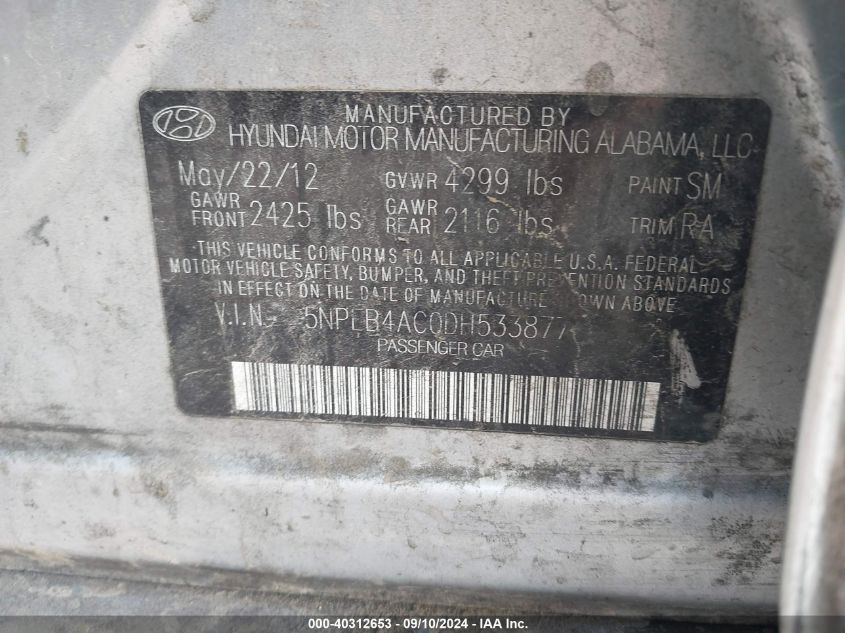 MANUFACTURED BY
HYUNDAI MOTOR MANUFACTURING ALABAMA, LLC
May/22/12 GVWR 4299 lbs PAINT SM
GAWR FRONT 2425 lbs GAWR REAR 2116 lbs TRIM RA
THIS VEHICLE CONFORMS TO ALL APPLICABLE U.S.A. FEDERAL
MOTOR VEHICLE SAFETY, BUMPER, AND THEFT PREVENTION STANDARDS
IN EFFECT ON THE DATE OF MANUFACTURE SHOWN ABOVE
V.I.N. 5NPEB4AC0DH533877
PASSENGER CAR
000-40312653 - 09/10/2024 - IAA Inc.